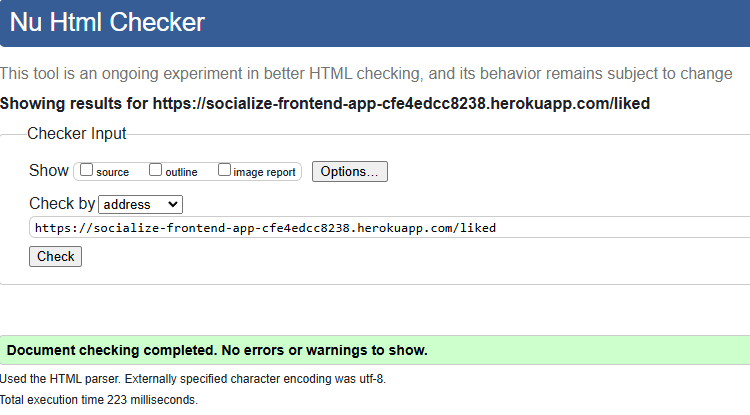 Nu Html Checker
This tool is an ongoing experiment in better HTML checking, and its behavior remains subject to change
Showing results for https://socialize-frontend-app-cfe4edcc8238.herokuapp.com/liked
Checker Input
Show source outline image report Options...
Check by address
https://socialize-frontend-app-cfe4edcc8238.herokuapp.com/liked
Check
Document checking completed. No errors or warnings to show.
Used the HTML parser. Externally specified character encoding was utf-8.
Total execution time 223 milliseconds.